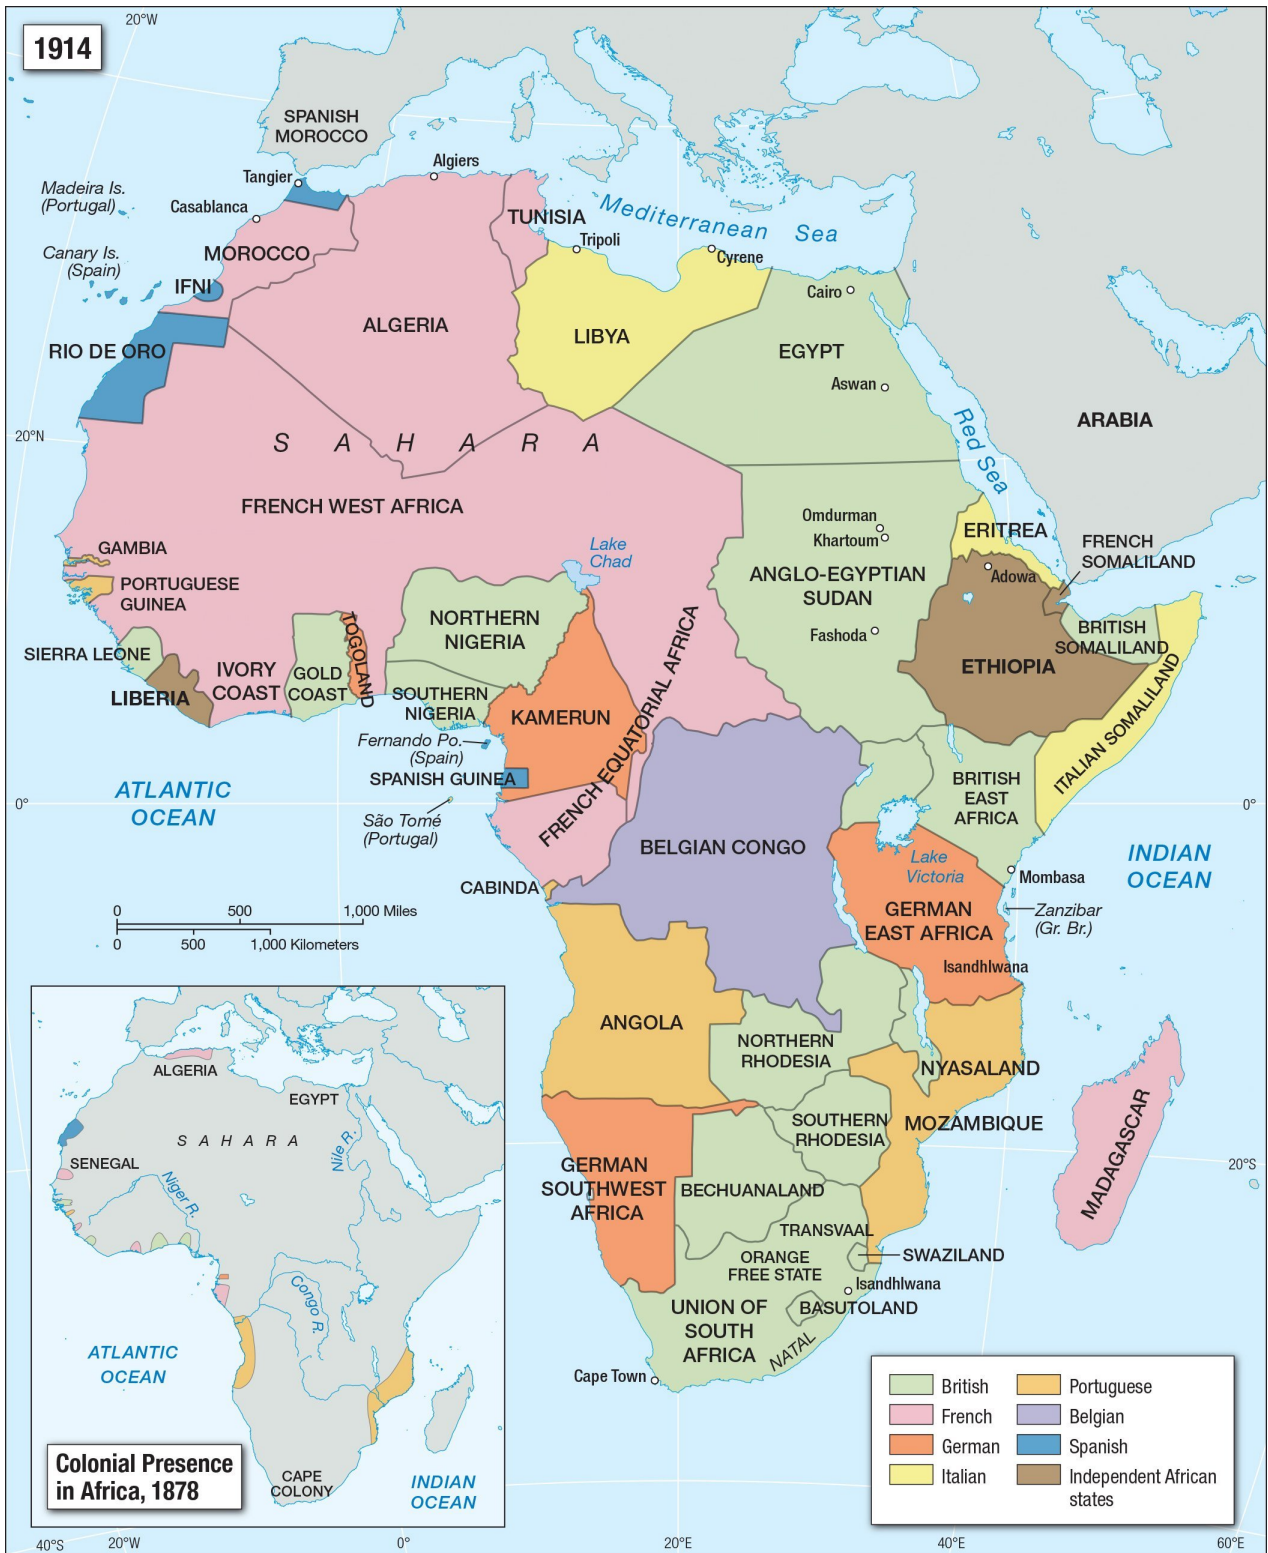 20°W
1914
SPANISH
MOROCCO
Algiers
Tangier
Madeira Is.
(Portugal)
Casablanca
TUNISIA
Mediterranean Sea
Tripoli
Cyrene
MOROCCO
Canary Is.
(Spain)
IFNI
Cairo
ALGERIA
LIBYA
EGYPT
RIO DE ORO
Aswan
Red Sea
ARABIA
20°N
SAHARA
FRENCH WEST AFRICA
Omdurman
Khartoum
ERITREA
FRENCH
SOMALILAND
GAMBIA
Lake
Chad
Adowa
ANGLO-EGYPTIAN
SUDAN
PORTUGUESE
GUINEA
NORTHERN
NIGERIA
TOGOLAND
Fashoda
BRITISH
SOMALILAND
SIERRA LEONE
IVORY
COAST
GOLD
COAST
ETHIOPIA
LIBERIA
SOUTHERN
NIGERIA
KAMERUN
FRENCH EQUATORIAL AFRICA
ITALIAN SOMALILAND
Fernando Po.
(Spain)
SPANISH GUINEA
BRITISH
EAST
AFRICA
ATLANTIC
OCEAN
0°
0°
São Tomé
(Portugal)
BELGIAN CONGO
Lake
Victoria
INDIAN
OCEAN
Mombasa
CABINDA
Zanzibar
(Gr. Br.)
GERMAN
EAST AFRICA
0 500 1,000 Miles
0 500 1,000 Kilometers
Isandhlwana
ANGOLA
NORTHERN
RHODESIA
NYASALAND
SOUTHERN
RHODESIA
MOZAMBIQUE
MADAGASCAR
20°S
GERMAN
SOUTHWEST
AFRICA
BECHUANALAND
TRANSVAAL
ORANGE
FREE STATE
SWAZILAND
Isandhlwana
BASUTOLAND
UNION OF
SOUTH
AFRICA
NATAL
Cape Town
ALGERIA
EGYPT
SAHARA
Nile R.
SENEGAL
Niger R.
Congo R.
ATLANTIC
OCEAN
Colonial Presence
in Africa, 1878
CAPE
COLONY
INDIAN
OCEAN
British
French
German
Italian
Portuguese
Belgian
Spanish
Independent African
states
40°S
20°W
0°
20°E
40°E
60°E